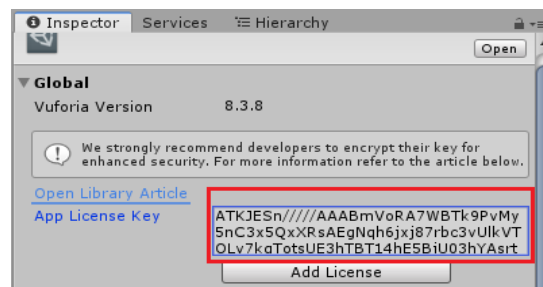 Inspector Services Hierarchy
Open
Global
Vuforia Version 8.3.8
We strongly recommend developers to encrypt their key for
enhanced security. For more information refer to the article below.
Open Library Article
App License Key
ATKJESn/////AAABmVoRA7WBTk9PvMy
5nC3x5QxXRsAEgNqh6jxj87rbc3vUlkVT
OLv7kgTotsUE3hTBT14hE5BiU03hYAsrt
Add License